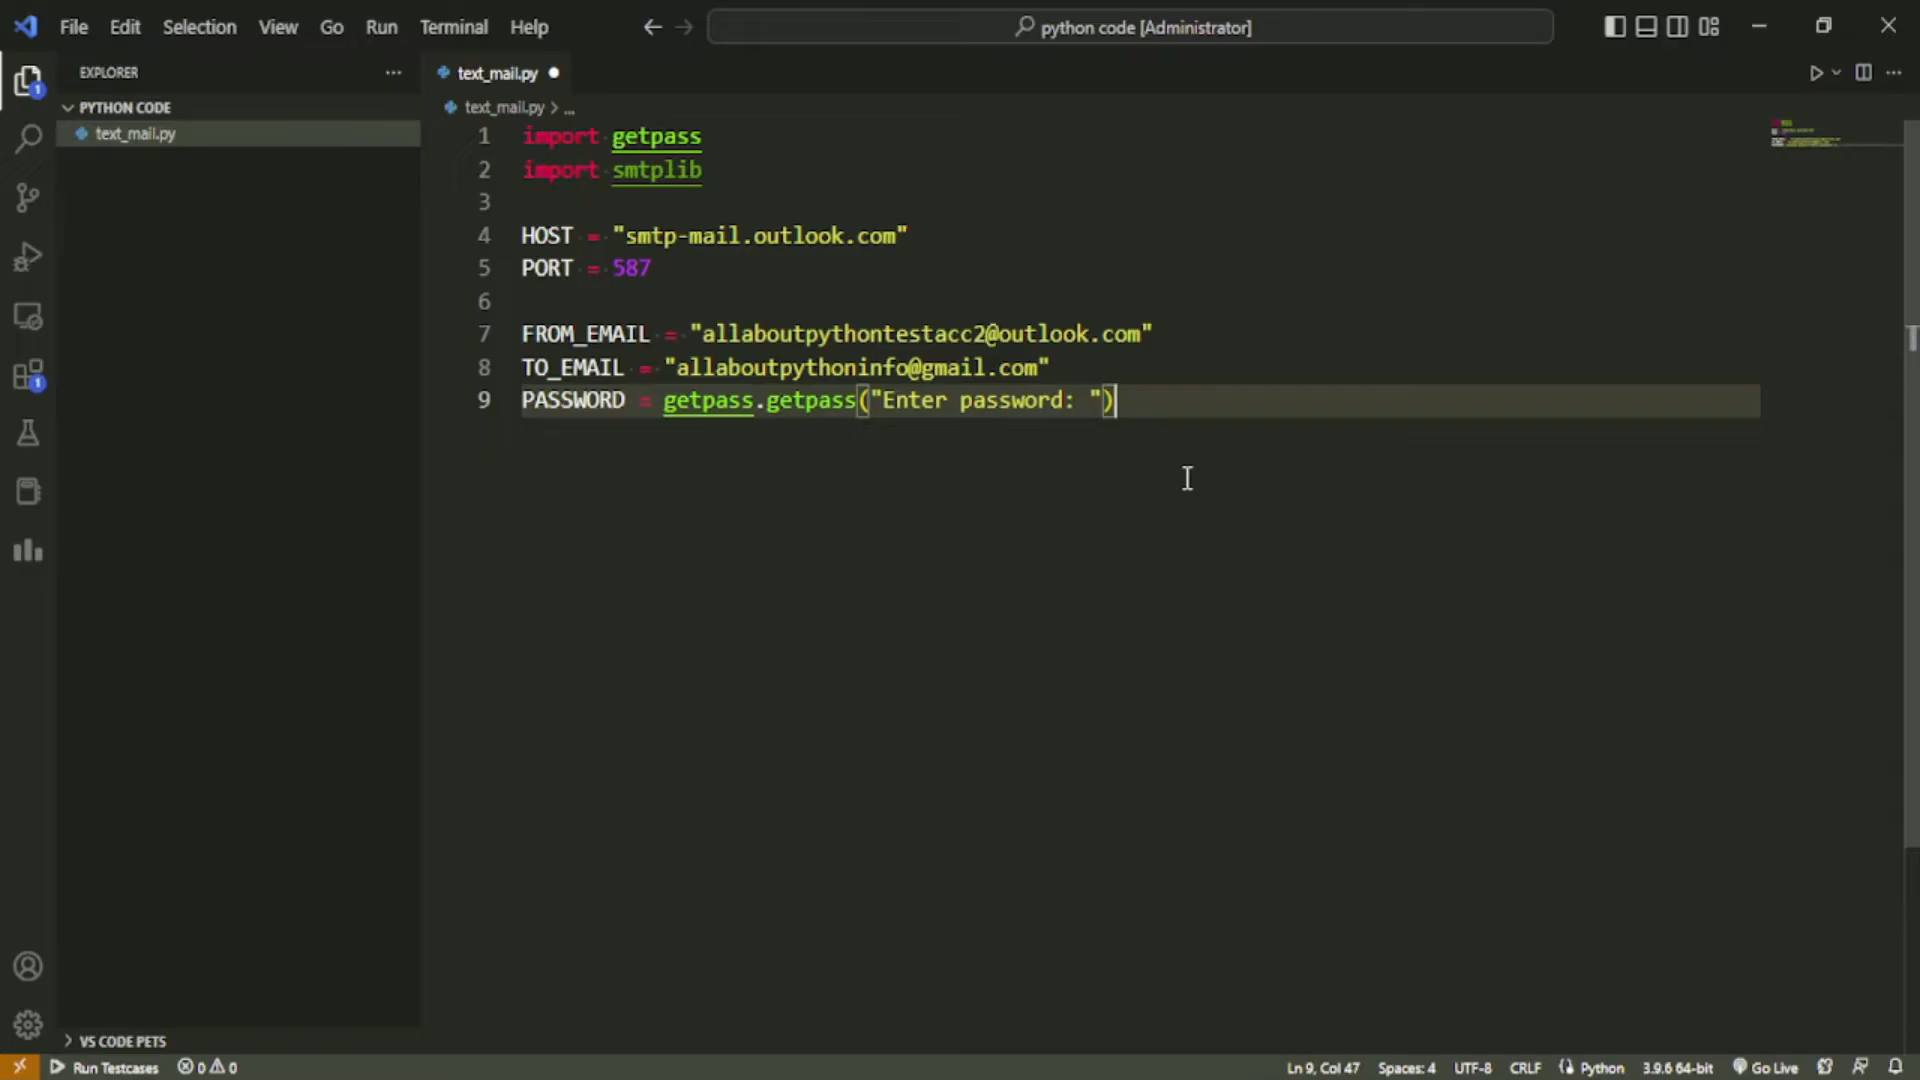 File Edit Selection View Go Run Terminal Help
python code [Administrator]
EXPLORER
text_mail.py
PYTHON CODE
text_mail.py
text_mail.py > ...
1 import getpass
2 import smtplib
3
4 HOST = "smtp-mail.outlook.com"
5 PORT = 587
6
7 FROM_EMAIL = "allaboutpythontestacc2@outlook.com"
8 TO_EMAIL = "allaboutpythoninfo@gmail.com"
9 PASSWORD = getpass.getpass("Enter password: ")
1
1
VS CODE PETS
Run Testcases 0 0 Ln 9, Col 47 Spaces: 4 UTF-8 CRLF Python 3.9.6 64-bit Go Live